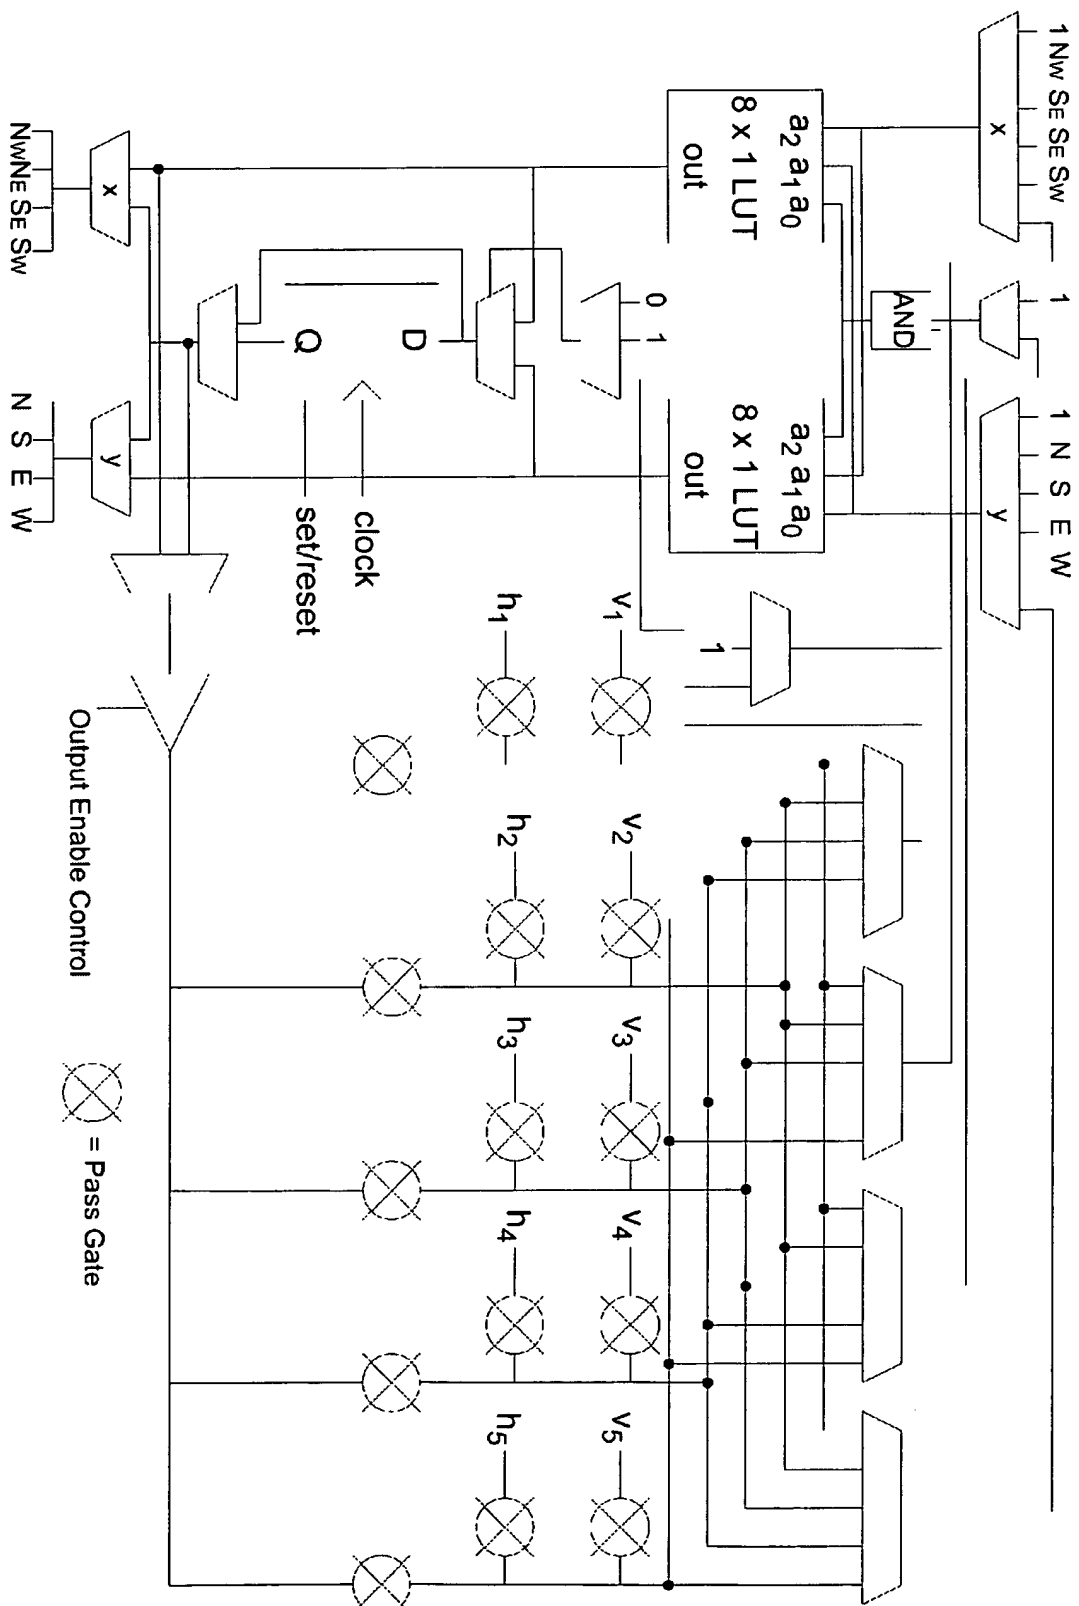 1 NW SE SE SW
1
1 N S E W
x
y
AND
a2 a1 a0
8 x 1 LUT
out
a2 a1 a0
8 x 1 LUT
out
0 1
1
D
Q
clock
set/reset
v1
v2
v3
v4
v5
h1
h2
h3
h4
h5
x
y
NW NE SE SW
N S E W
Output Enable Control
= Pass Gate